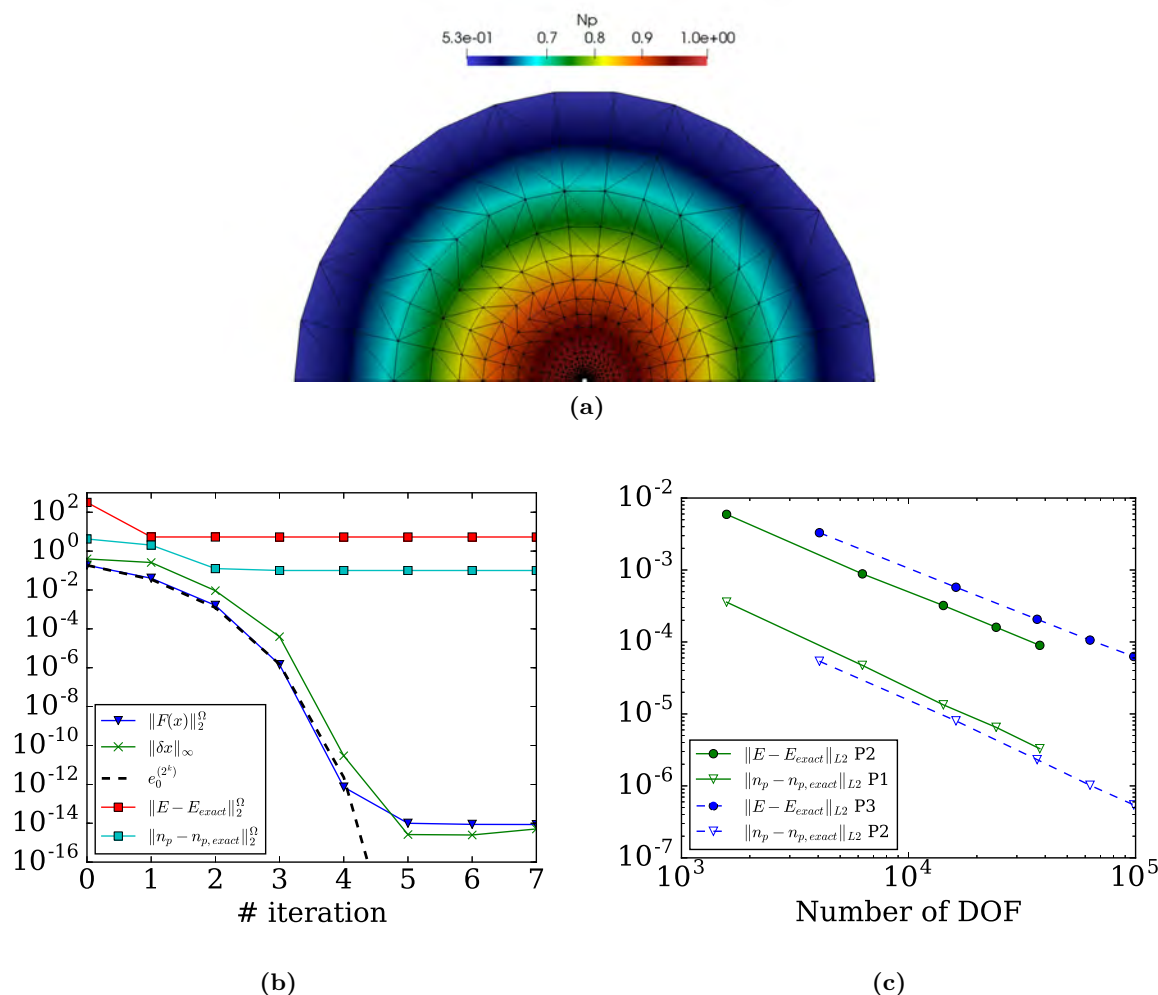 Np
5.3e-01 0.7 0.8 0.9 1.0e+00
(a)
10^2
10^0
10^-2
10^-4
10^-6
10^-8
10^-10
10^-12
10^-14
10^-16
‖F(x)‖₂^Ω
‖δx‖_∞
e₀^(2^k)
‖E − E_exact‖₂^Ω
‖n_p − n_p,exact‖₂^Ω
0 1 2 3 4 5 6 7
# iteration
(b)
10^-2
10^-3
10^-4
10^-5
10^-6
10^-7
‖E − E_exact‖_L2 P2
‖n_p − n_p,exact‖_L2 P1
‖E − E_exact‖_L2 P3
‖n_p − n_p,exact‖_L2 P2
10^3 10^4 10^5
Number of DOF
(c)